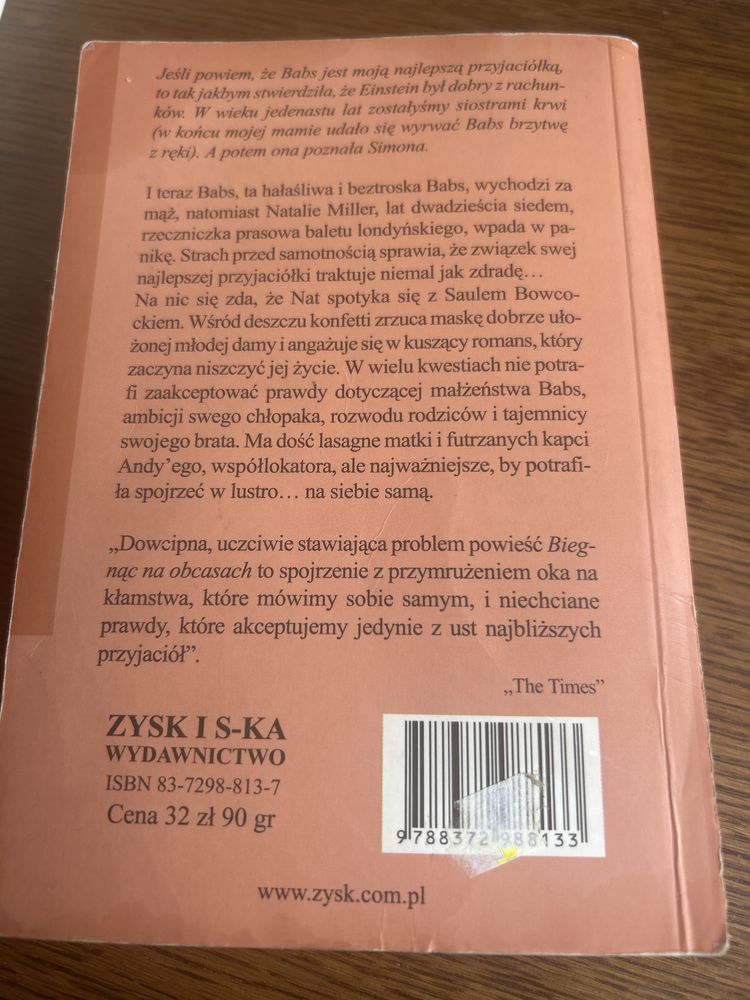 Jeśli powiem, że Babs jest moją najlepszą przyjaciółką,
to tak jakbym stwierdziła, że Einstein był dobry z rachun-
ków. W wieku jedenastu lat zostałyśmy siostrami krwi
(w końcu mojej mamie udało się wyrwać Babs brzytwę
z ręki). A potem ona poznała Simona.
I teraz Babs, ta hałaśliwa i beztroska Babs, wychodzi za
mąż, natomiast Natalie Miller, lat dwadzieścia siedem,
rzeczniczka prasowa baletu londyńskiego, wpada w pa-
nikę. Strach przed samotnością sprawia, że związek swej
najlepszej przyjaciółki traktuje niemal jak zdradę…
Na nic się zda, że Nat spotyka się z Saulem Bowco-
ckiem. Wśród deszczu konfetti zrzuca maskę dobrze uło-
żonej młodej damy i angażuje się w kuszący romans, który
zaczyna niszczyć jej życie. W wielu kwestiach nie potra-
fi zaakceptować prawdy dotyczącej małżeństwa Babs,
ambicji swego chłopaka, rozwodu rodziców i tajemnicy
swojego brata. Ma dość lasagne matki i futrzanych kapci
Andy'ego, współlokatora, ale najważniejsze, by potrafi-
ła spojrzeć w lustro… na siebie samą.
„Dowcipna, uczciwie stawiająca problem powieść Bieg-
nąc na obcasach to spojrzenie z przymrużeniem oka na
kłamstwa, które mówimy sobie samym, i niechciane
prawdy, które akceptujemy jedynie z ust najbliższych
przyjaciół”.
„The Times”
ZYSK I S-KA
WYDAWNICTWO
ISBN 83-7298-813-7
Cena 32 zł 90 gr
9 788372 988133
www.zysk.com.pl